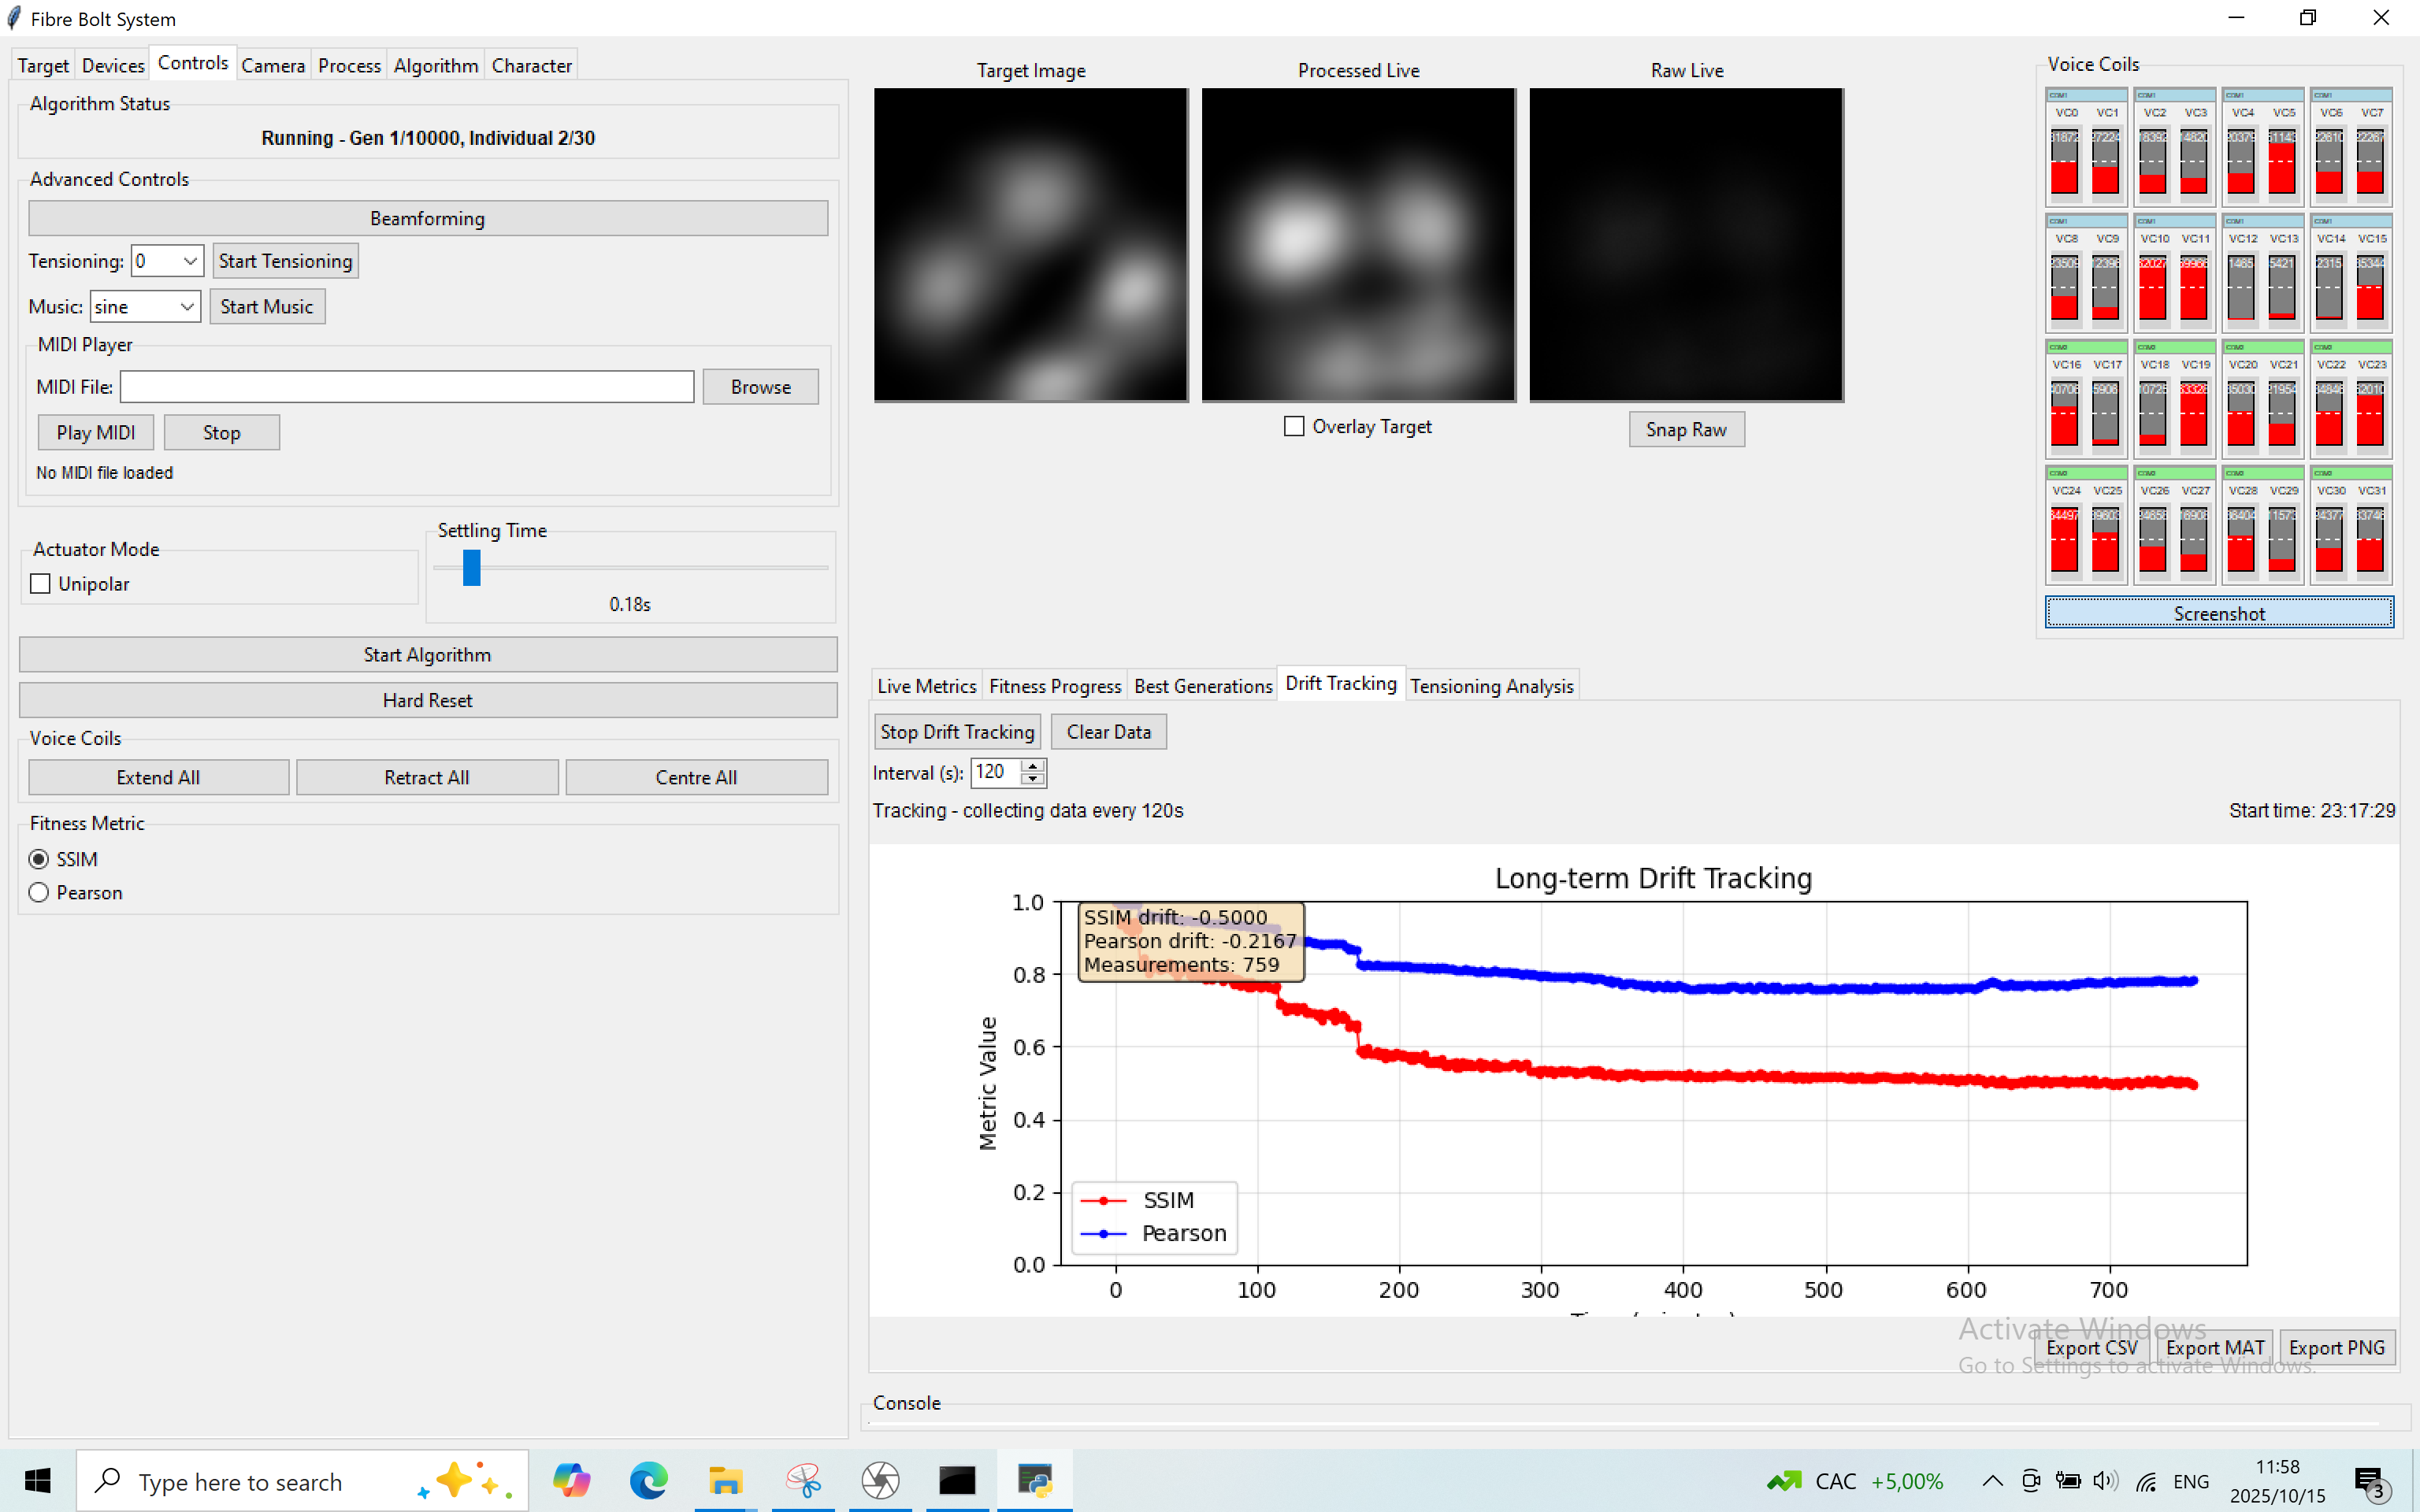 Fibre Bolt System
Target Devices Controls Camera Process Algorithm Character
Algorithm Status
Running - Gen 1/10000, Individual 2/30
Advanced Controls
Beamforming
Tensioning: 0 Start Tensioning
Music: sine Start Music
MIDI Player
MIDI File: Browse
Play MIDI Stop
No MIDI file loaded
Actuator Mode
Unipolar
Settling Time
0.18s
Start Algorithm
Hard Reset
Voice Coils
Extend All Retract All Centre All
Fitness Metric
SSIM
Pearson
Target Image Processed Live Raw Live
Overlay Target
Snap Raw
Voice Coils
COM1 COM1 COM1 COM1
VC0 VC1 VC2 VC3 VC4 VC5 VC6 VC7
COM1 COM1 COM1 COM1
VC8 VC9 VC10 VC11 VC12 VC13 VC14 VC15
VC16 VC17 VC18 VC19 VC20 VC21 VC22 VC23
VC24 VC25 VC26 VC27 VC28 VC29 VC30 VC31
Screenshot
Live Metrics Fitness Progress Best Generations Drift Tracking Tensioning Analysis
Stop Drift Tracking Clear Data
Interval (s): 120
Tracking - collecting data every 120s
Start time: 23:17:29
Long-term Drift Tracking
SSIM drift: -0.5000
Pearson drift: -0.2167
Measurements: 759
Metric Value
1.0
0.8
0.6
0.4
0.2
0.0
SSIM
Pearson
0 100 200 300 400 500 600 700
Activate Windows
Go to Settings to activate Windows.
Export CSV Export MAT Export PNG
Console
Type here to search
CAC +5,00%
ENG
11:58
2025/10/15
3